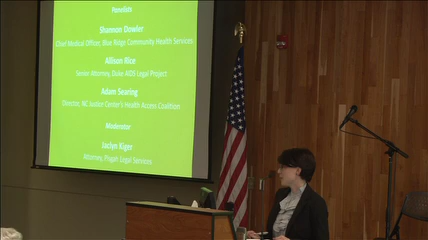 Panelists
Shannon Dowler
Chief Medical Officer, Blue Ridge Community Health Services
Allison Rice
Senior Attorney, Duke AIDS Legal Project
Adam Searing
Director, NC Justice Center's Health Access Coalition
Moderator
Jaclyn Kiger
Attorney, Pisgah Legal Services